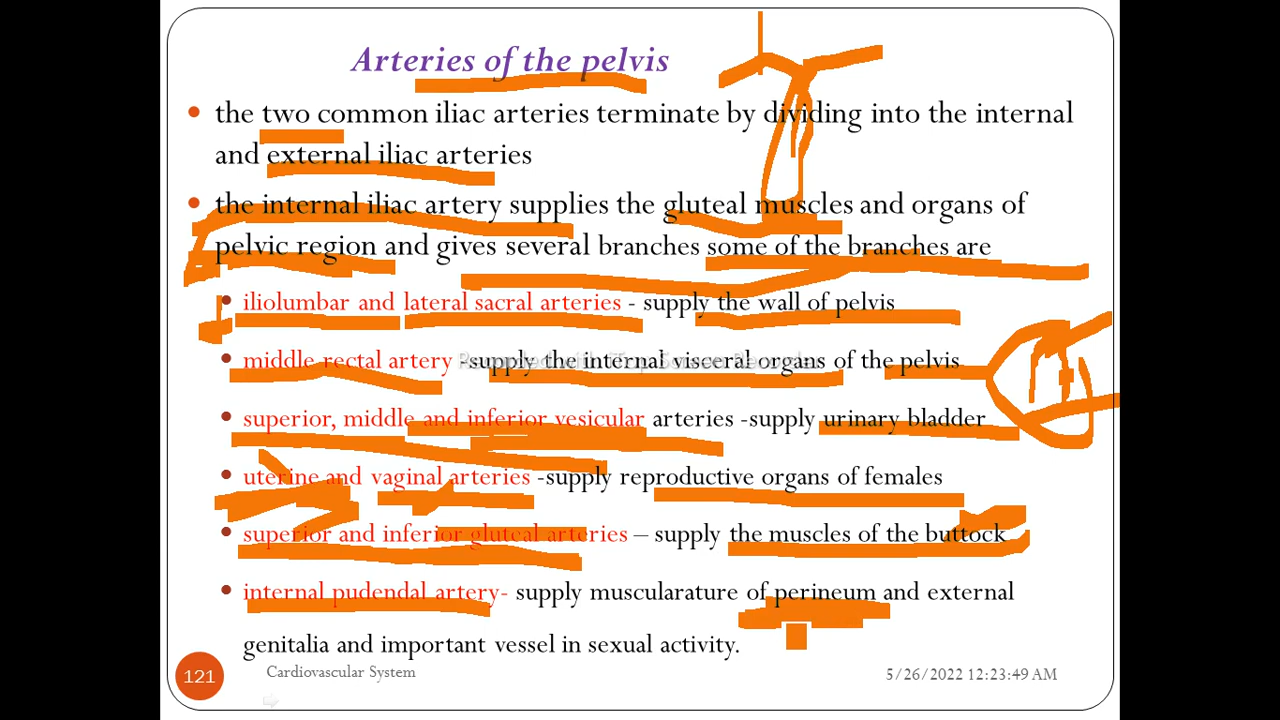 Arteries of the pelvis
the two common iliac arteries terminate by dividing into the internal
and external iliac arteries
the internal iliac artery supplies the gluteal muscles and organs of
pelvic region and gives several branches some of the branches are
iliolumbar and lateral sacral arteries - supply the wall of pelvis
middle rectal artery -supply the internal visceral organs of the pelvis
superior, middle and inferior vesicular arteries -supply urinary bladder
uterine and vaginal arteries -supply reproductive organs of females
superior and inferior gluteal arteries – supply the muscles of the buttock
internal pudendal artery- supply muscularature of perineum and external
genitalia and important vessel in sexual activity.
121
Cardiovascular System
5/26/2022 12:23:49 AM